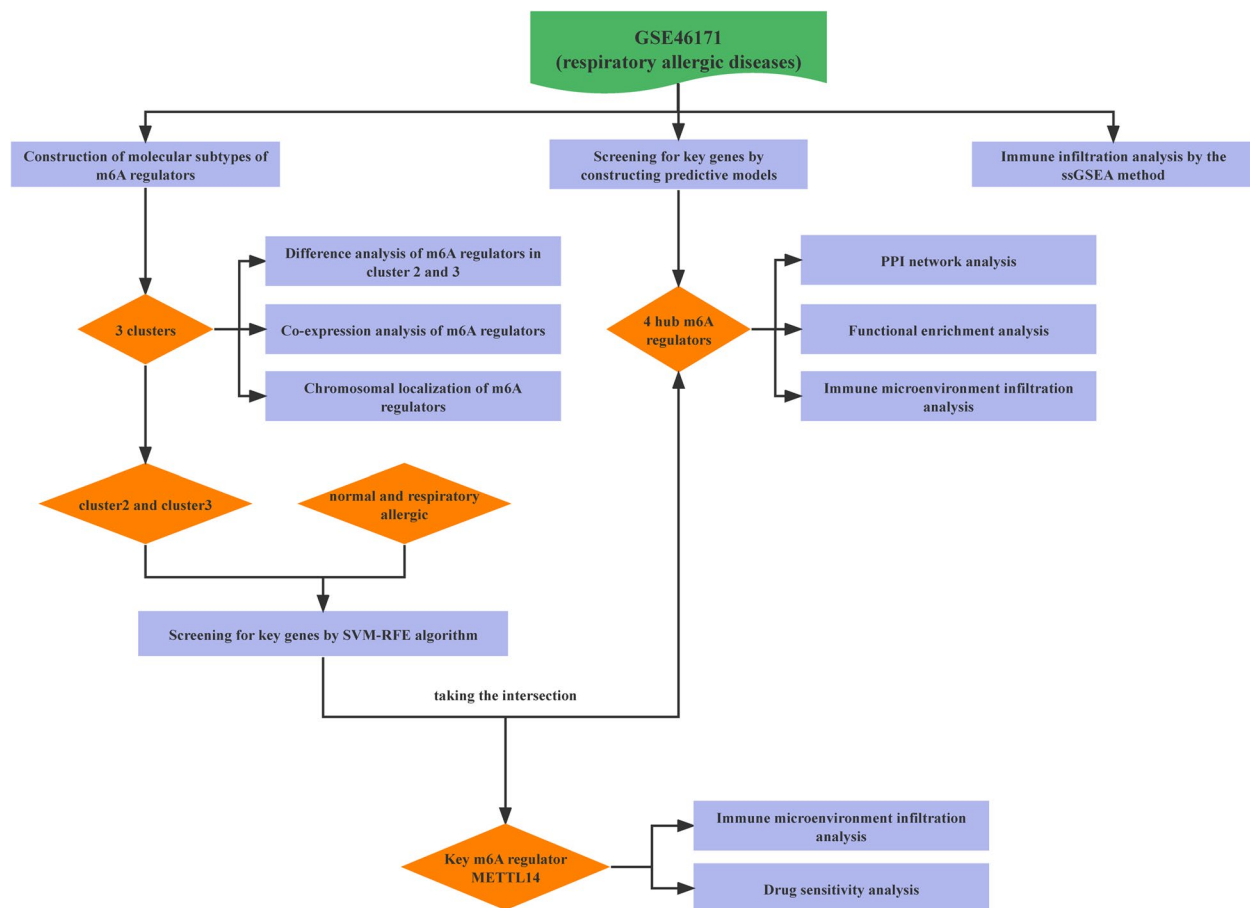 GSE46171
(respiratory allergic diseases)
Construction of molecular subtypes of
m6A regulators
Screening for key genes by
constructing predictive models
Immune infiltration analysis by the
ssGSEA method
Difference analysis of m6A regulators in
cluster 2 and 3
PPI network analysis
3 clusters
Co-expression analysis of m6A regulators
4 hub m6A
regulators
Functional enrichment analysis
Chromosomal localization of m6A
regulators
Immune microenvironment infiltration
analysis
cluster2 and cluster3
normal and respiratory
allergic
Screening for key genes by SVM-RFE algorithm
taking the intersection
Key m6A regulator
METTL14
Immune microenvironment infiltration
analysis
Drug sensitivity analysis